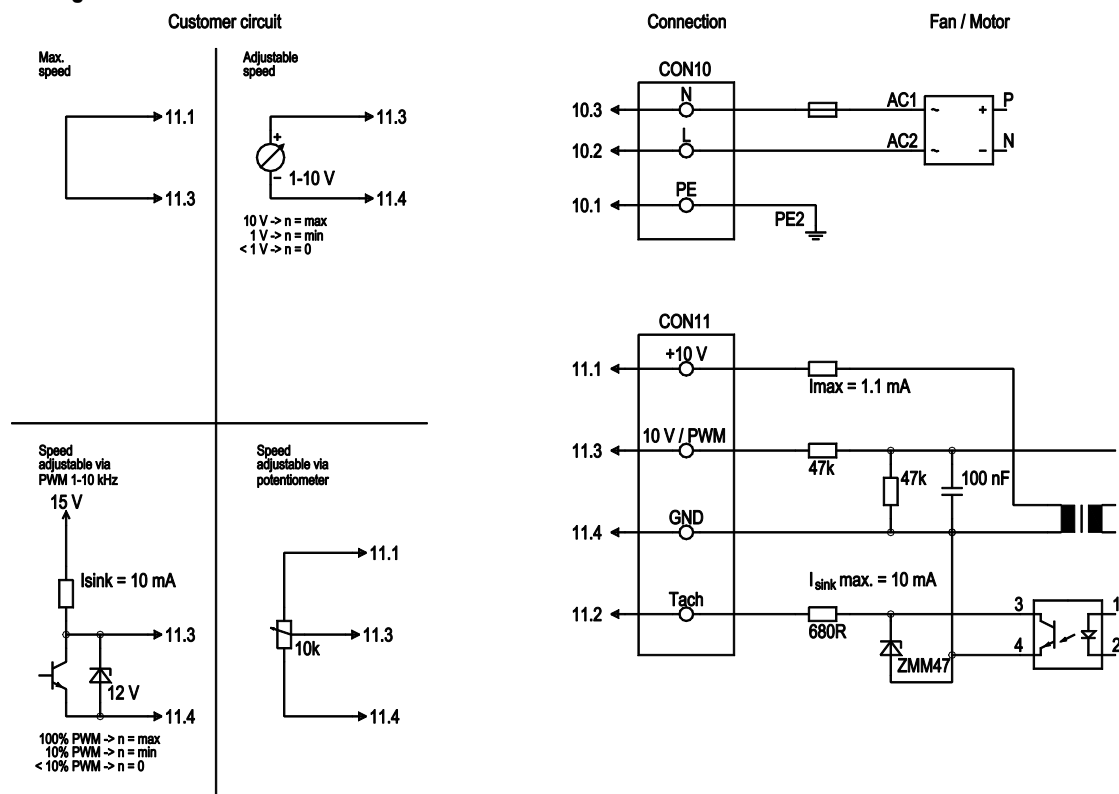 Customer circuit
Max.
speed
11.1
11.3
Adjustable
speed
11.3
+
–
1-10 V
11.4
10 V -> n = max
1 V -> n = min
< 1 V -> n = 0
Speed
adjustable via
PWM 1-10 kHz
15 V
Isink = 10 mA
11.3
12 V
11.4
100% PWM -> n = max
10% PWM -> n = min
< 10% PWM -> n = 0
Speed
adjustable via
potentiometer
11.1
11.3
10k
11.4
Connection
Fan / Motor
CON10
N
10.3
AC1
~
+
P
L
10.2
AC2
~
–
N
PE
10.1
PE2
CON11
+10 V
11.1
Imax = 1.1 mA
10 V / PWM
11.3
47k
47k
100 nF
GND
11.4
Isink max. = 10 mA
Tach
11.2
680R
3
1
4
2
ZMM47